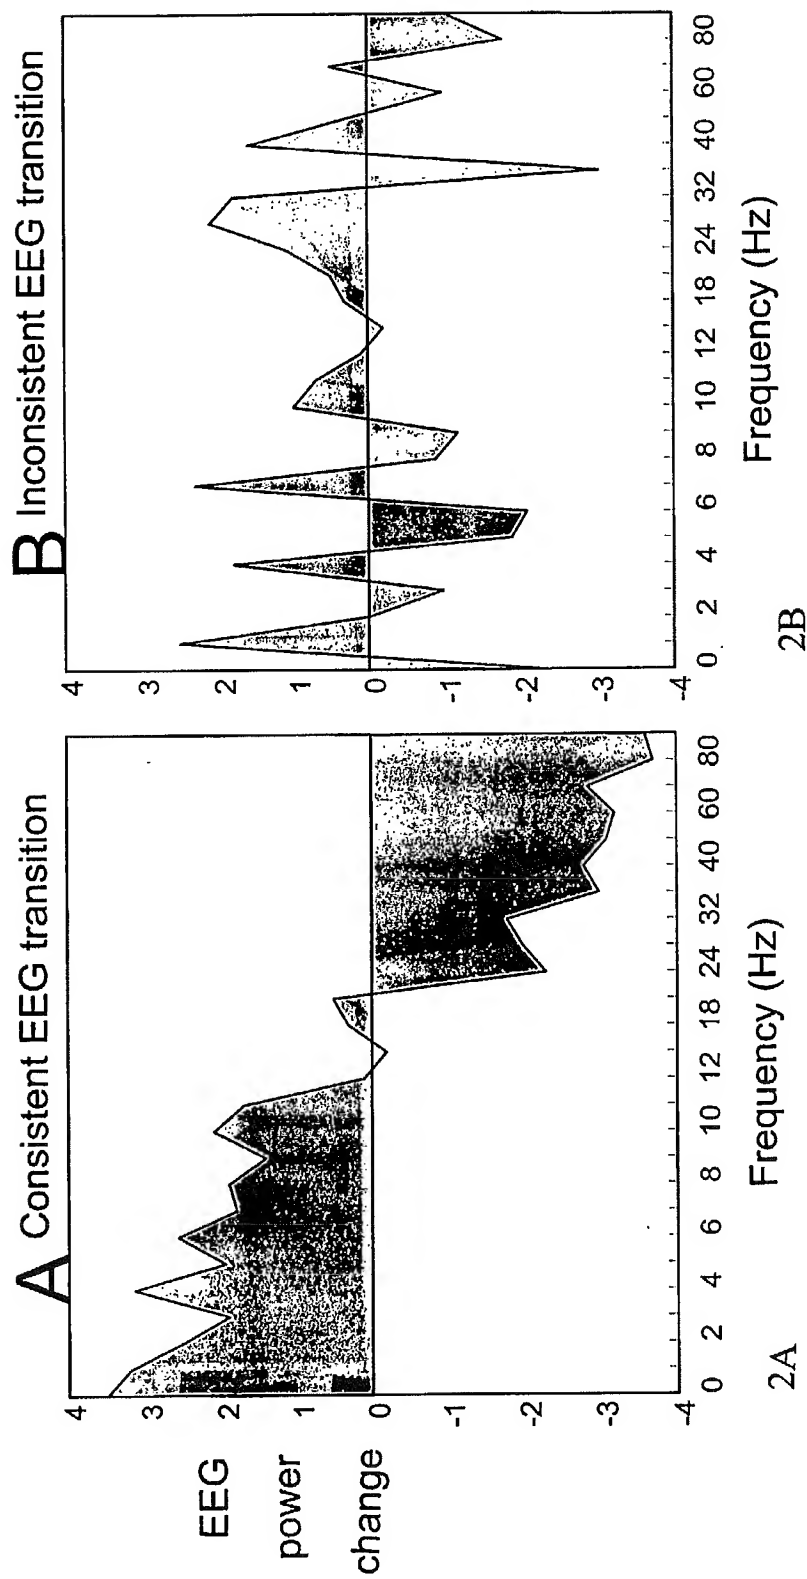 A Consistent EEG transition
EEG
power
change
4
3
2
1
0
-1
-2
-3
-4
0 2 4 6 8 10 12 18 24 32 40 60 80
Frequency (Hz)
2A
B Inconsistent EEG transition
4
3
2
1
0
-1
-2
-3
-4
0 2 4 6 8 10 12 18 24 32 40 60 80
Frequency (Hz)
2B